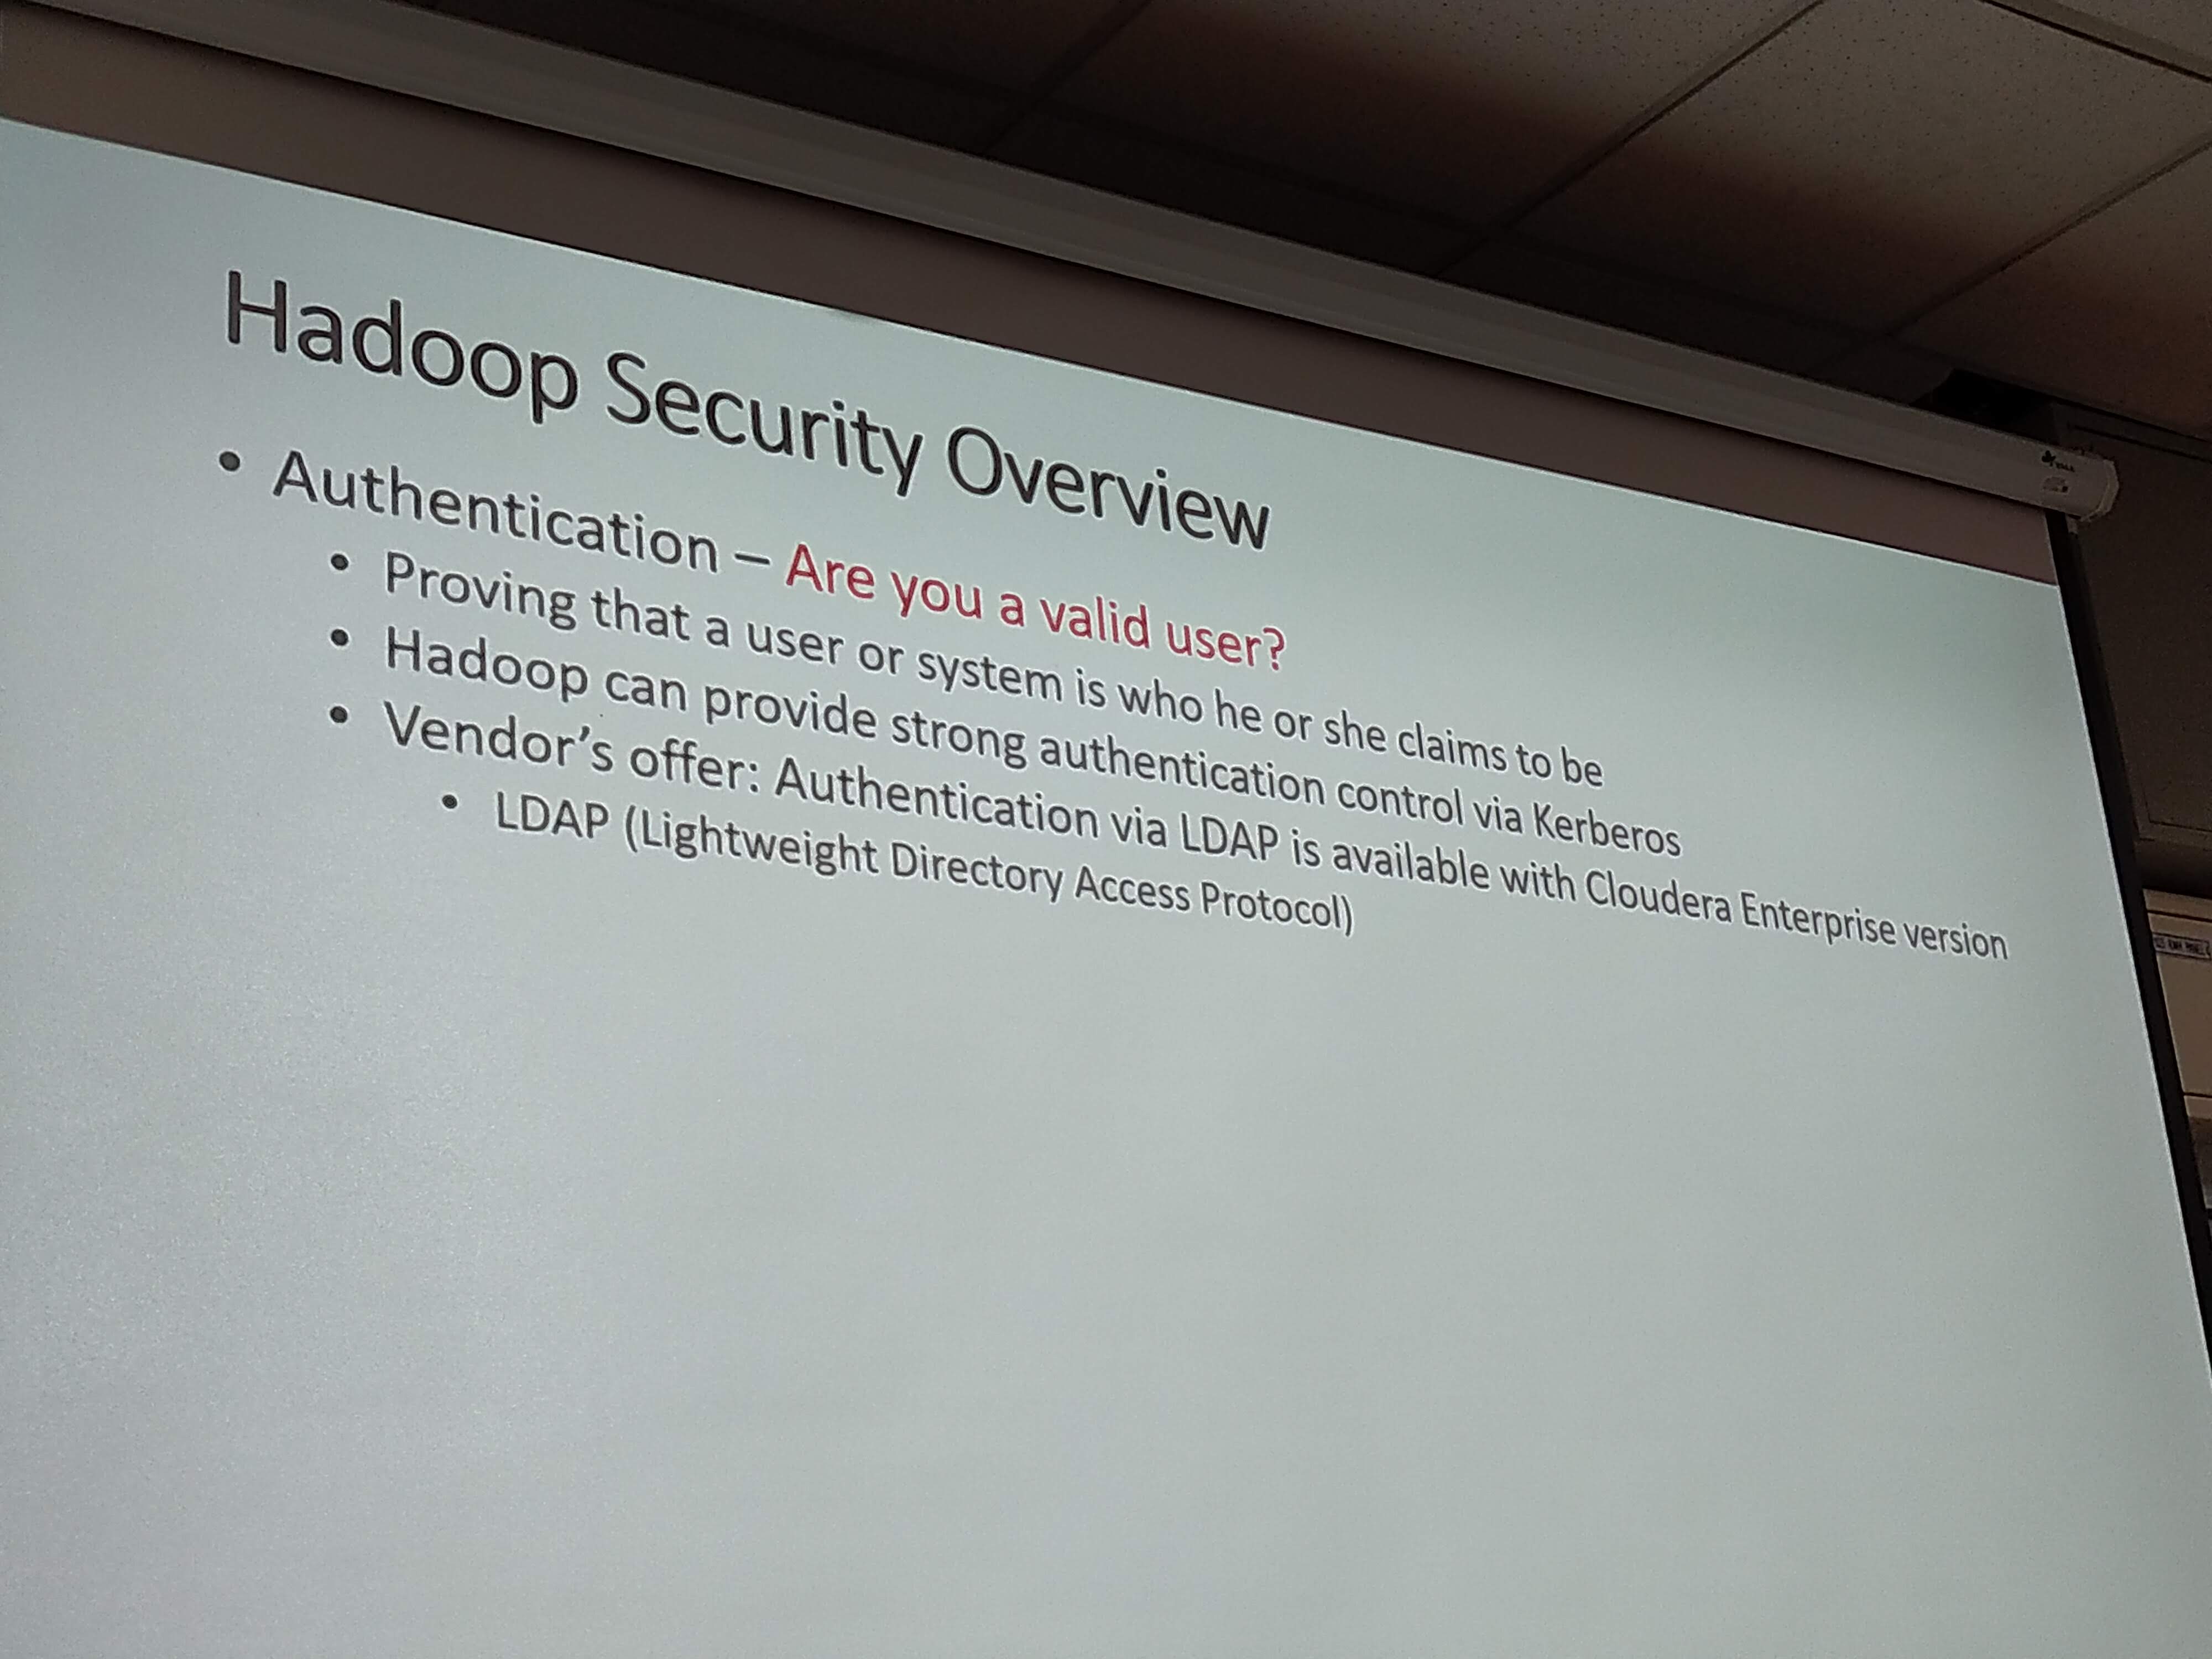 Hadoop Security Overview
• Authentication – Are you a valid user?
• Proving that a user or system is who he or she claims to be
• Hadoop can provide strong authentication control via Kerberos
• Vendor’s offer: Authentication via LDAP is available with Cloudera Enterprise version
• LDAP (Lightweight Directory Access Protocol)